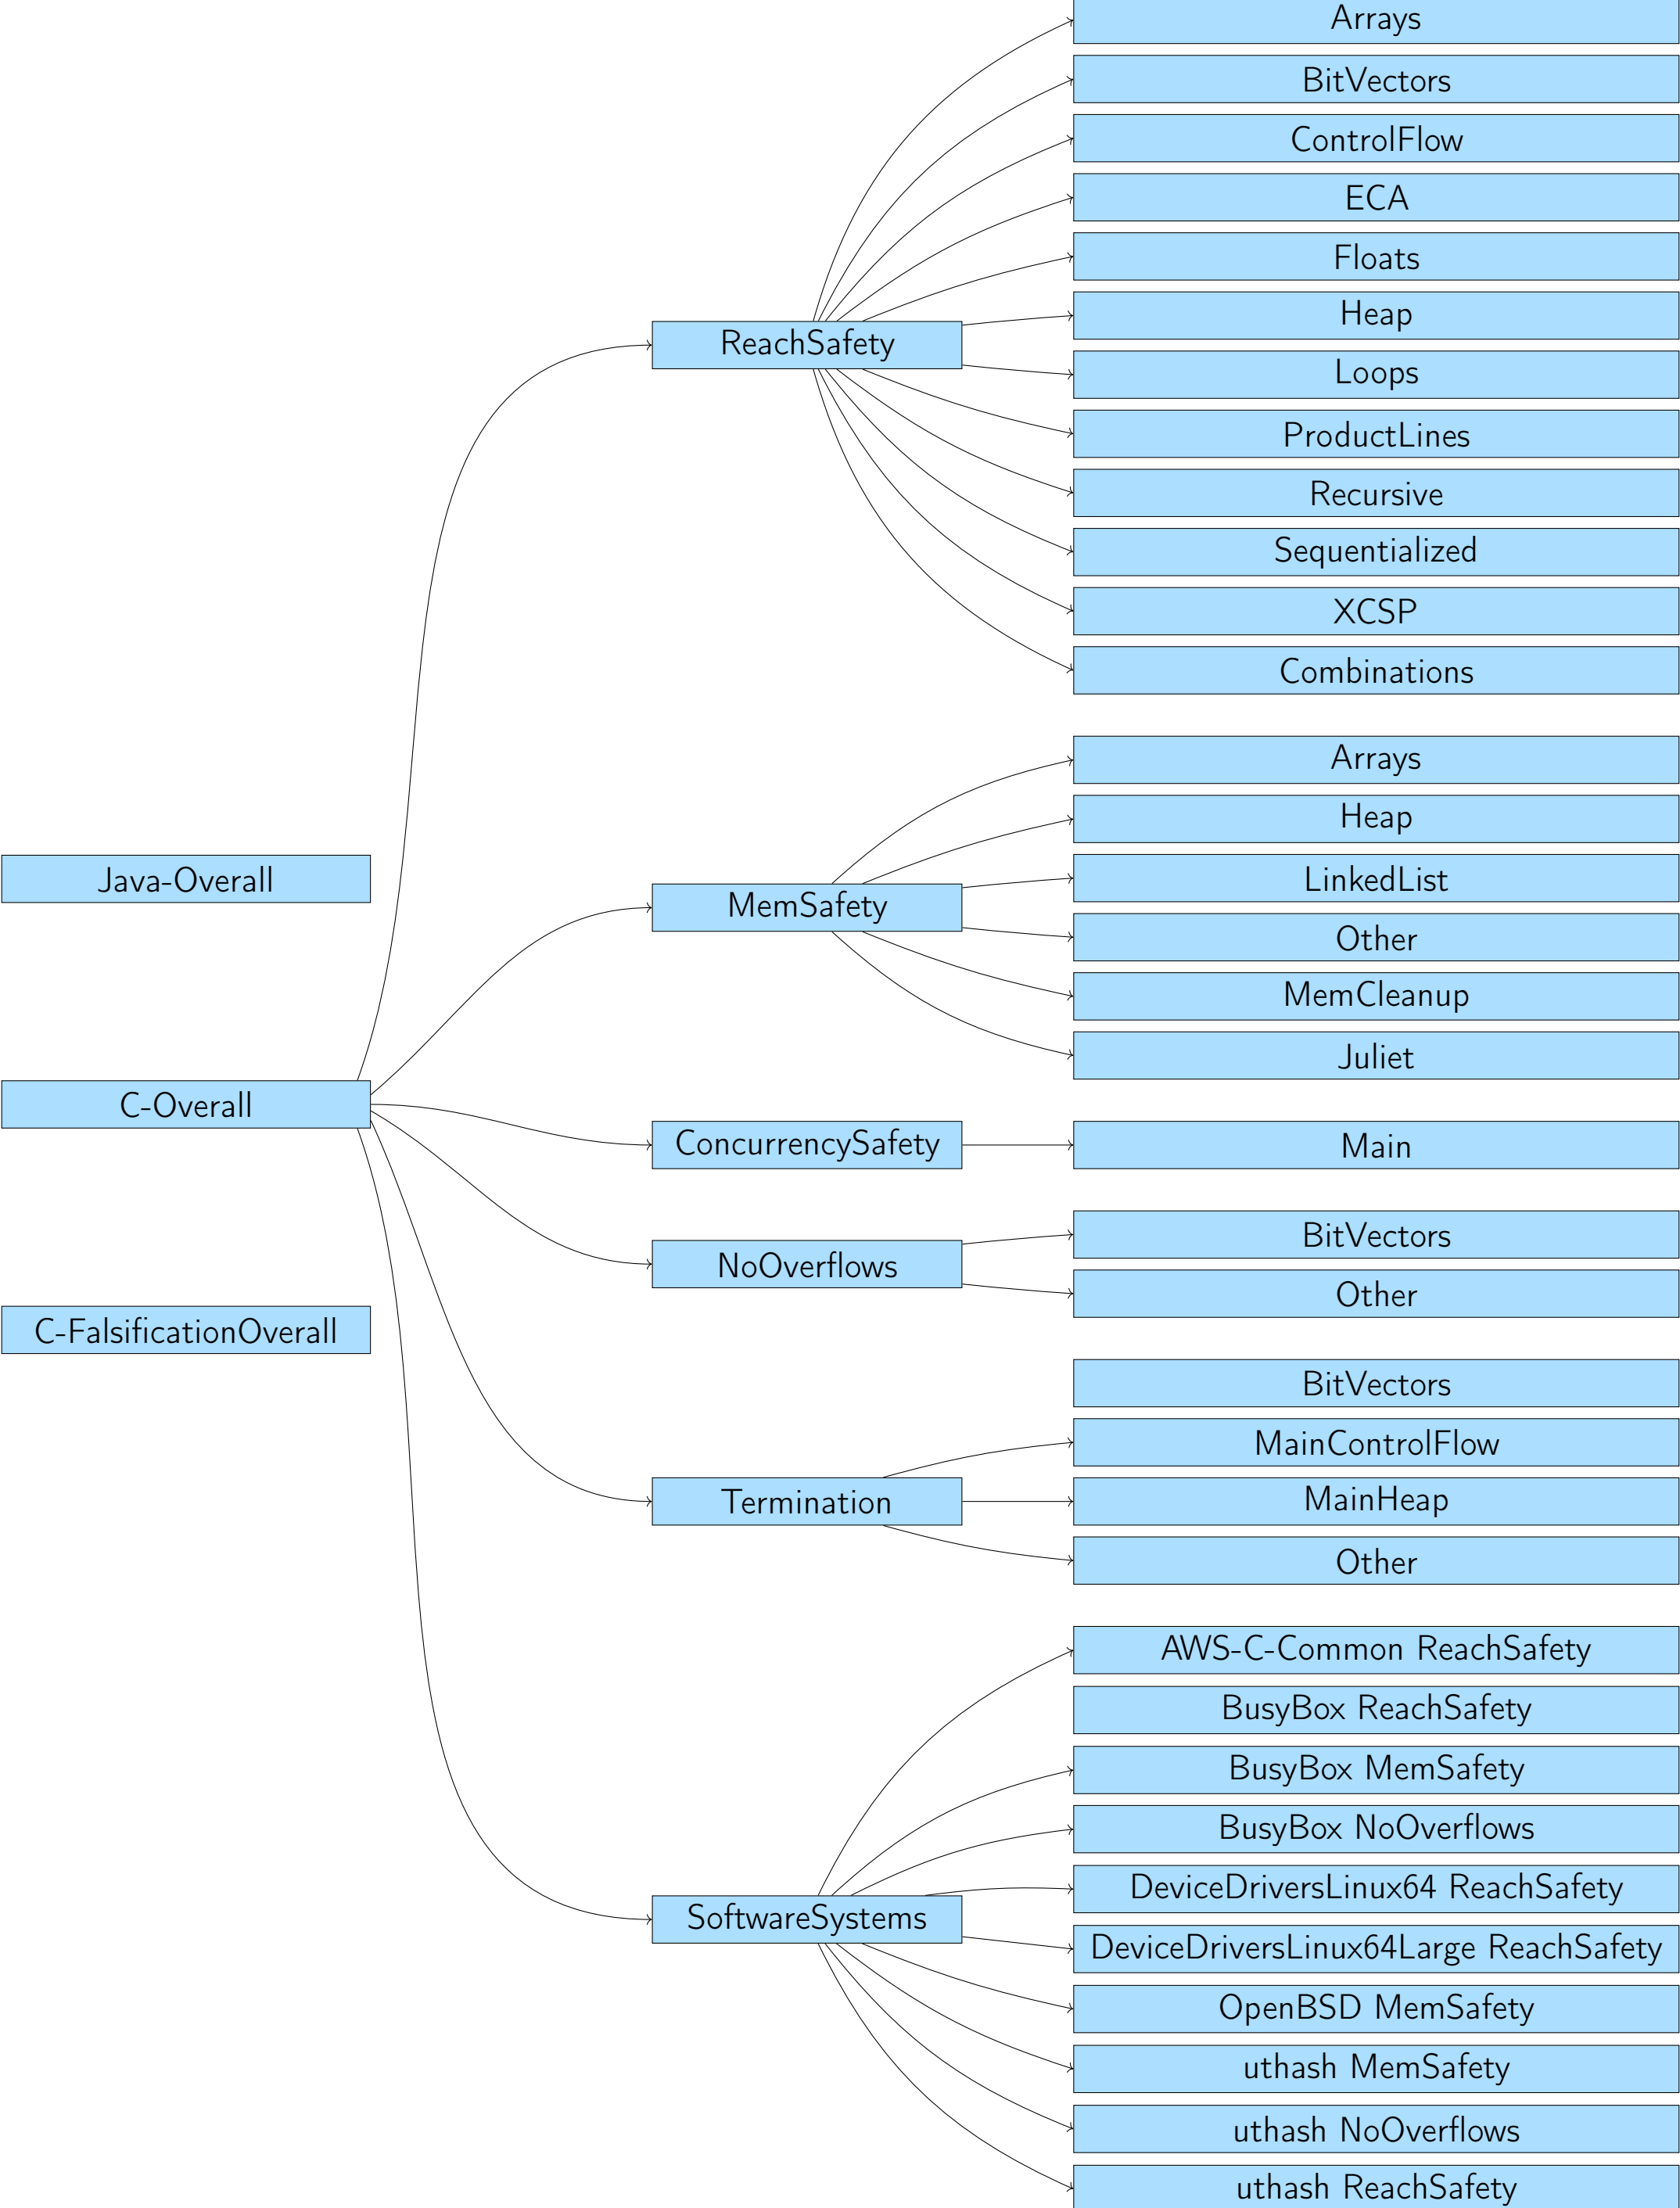 Java-Overall
C-Overall
C-FalsificationOverall
ReachSafety
MemSafety
ConcurrencySafety
NoOverflows
Termination
SoftwareSystems
Arrays
BitVectors
ControlFlow
ECA
Floats
Heap
Loops
ProductLines
Recursive
Sequentialized
XCSP
Combinations
Arrays
Heap
LinkedList
Other
MemCleanup
Juliet
Main
BitVectors
Other
BitVectors
MainControlFlow
MainHeap
Other
AWS-C-Common ReachSafety
BusyBox ReachSafety
BusyBox MemSafety
BusyBox NoOverflows
DeviceDriversLinux64 ReachSafety
DeviceDriversLinux64Large ReachSafety
OpenBSD MemSafety
uthash MemSafety
uthash NoOverflows
uthash ReachSafety